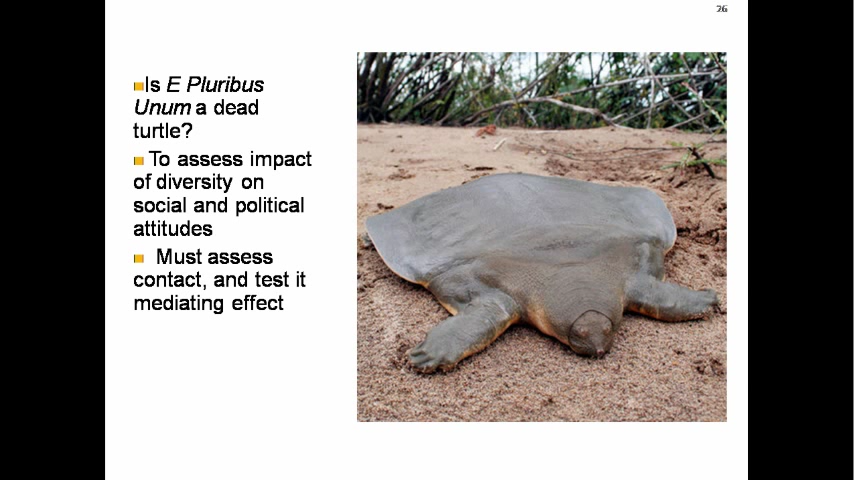 26
Is E Pluribus
Unum a dead
turtle?
To assess impact
of diversity on
social and political
attitudes
Must assess
contact, and test it
mediating effect